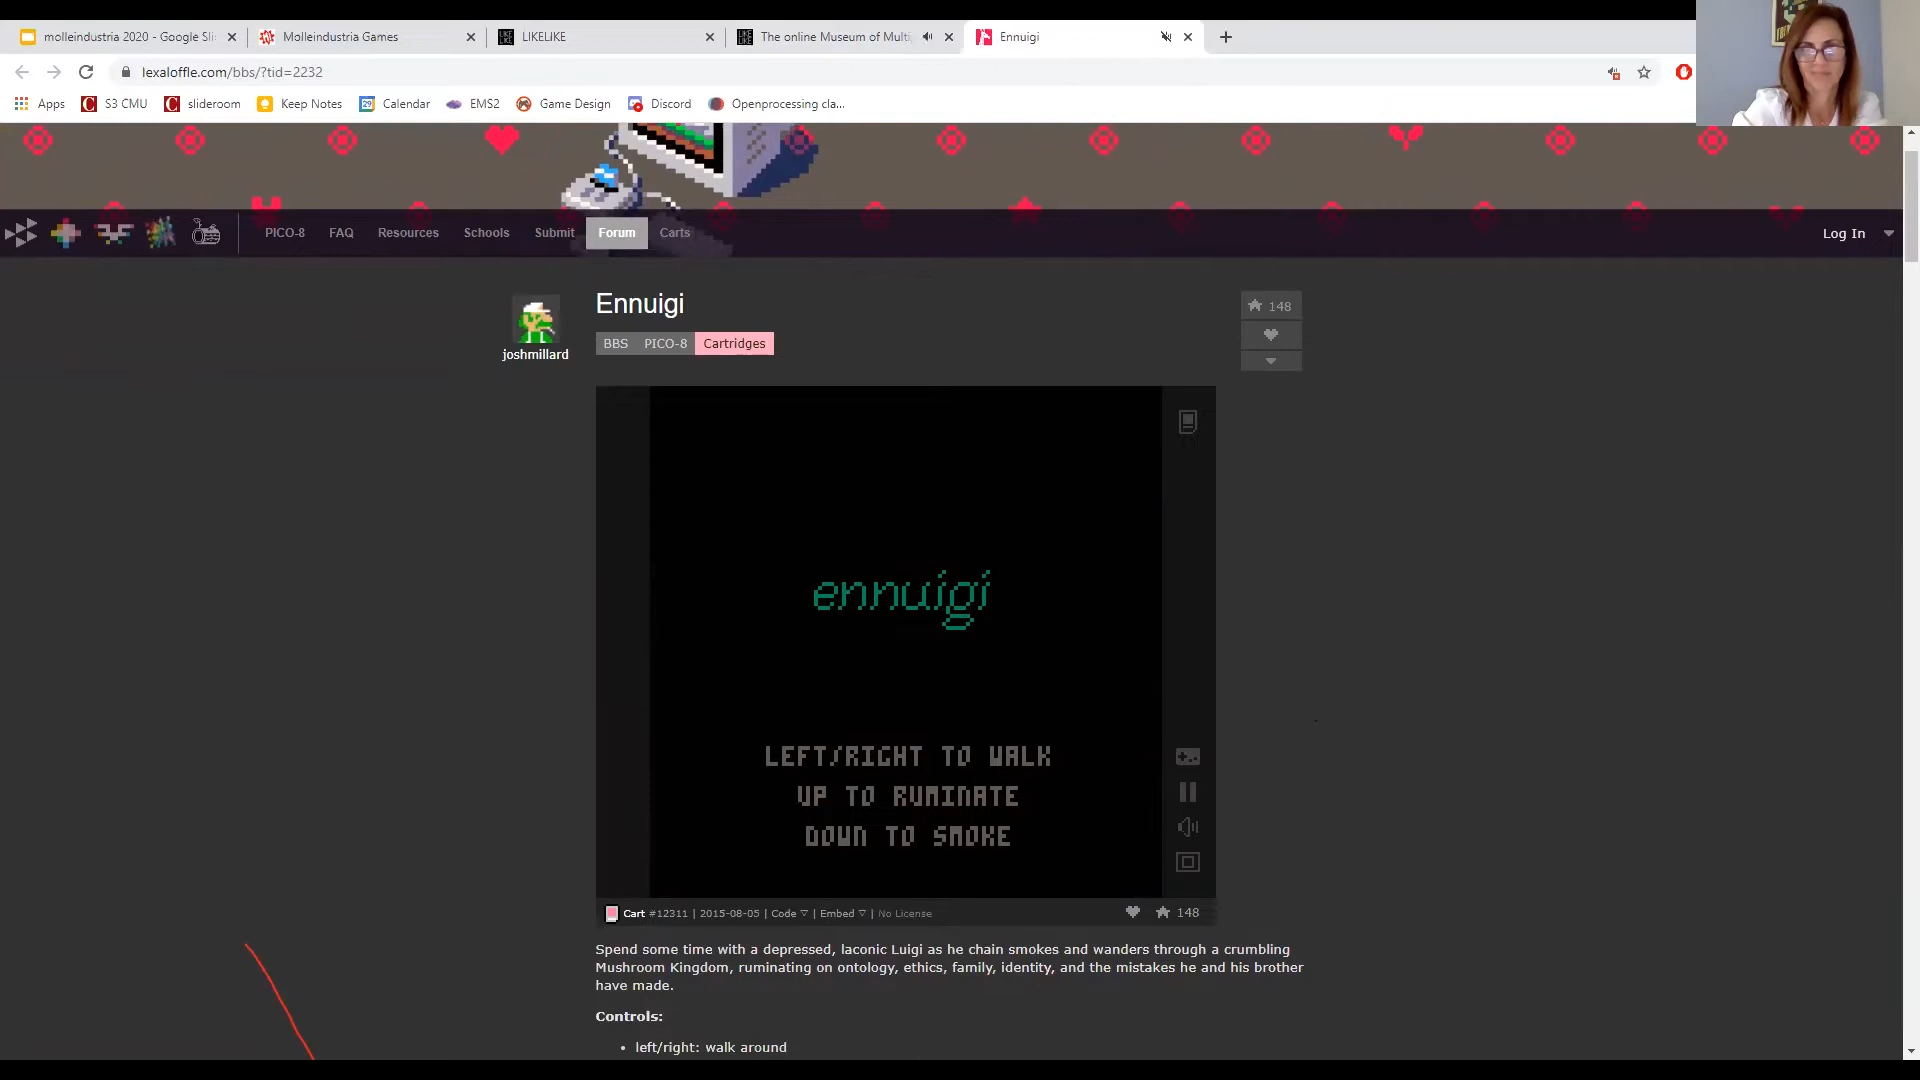 molleindustria 2020 - Google Sli
Molleindustria Games
LIKELIKE
The online Museum of Multi
Ennuigi
lexaloffle.com/bbs/?tid=2232
Apps
S3 CMU
slideroom
Keep Notes
Calendar
EMS2
Game Design
Discord
Openprocessing cla...
PICO-8
FAQ
Resources
Schools
Submit
Forum
Carts
Log In
Ennuigi
148
joshmillard
BBS PICO-8 Cartridges
ennuigi
LEFT/RIGHT TO WALK
UP TO RUMINATE
DOWN TO SMOKE
Cart #12311 | 2015-08-05 | Code ▽ | Embed ▽ | No License
148
Spend some time with a depressed, laconic Luigi as he chain smokes and wanders through a crumbling
Mushroom Kingdom, ruminating on ontology, ethics, family, identity, and the mistakes he and his brother
have made.
Controls:
• left/right: walk around